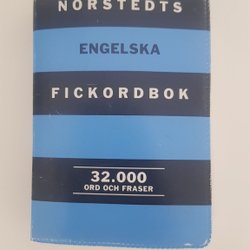 NORSTEDTS
ENGELSKA
FICKORDBOK
32.000
ORD OCH FRASER